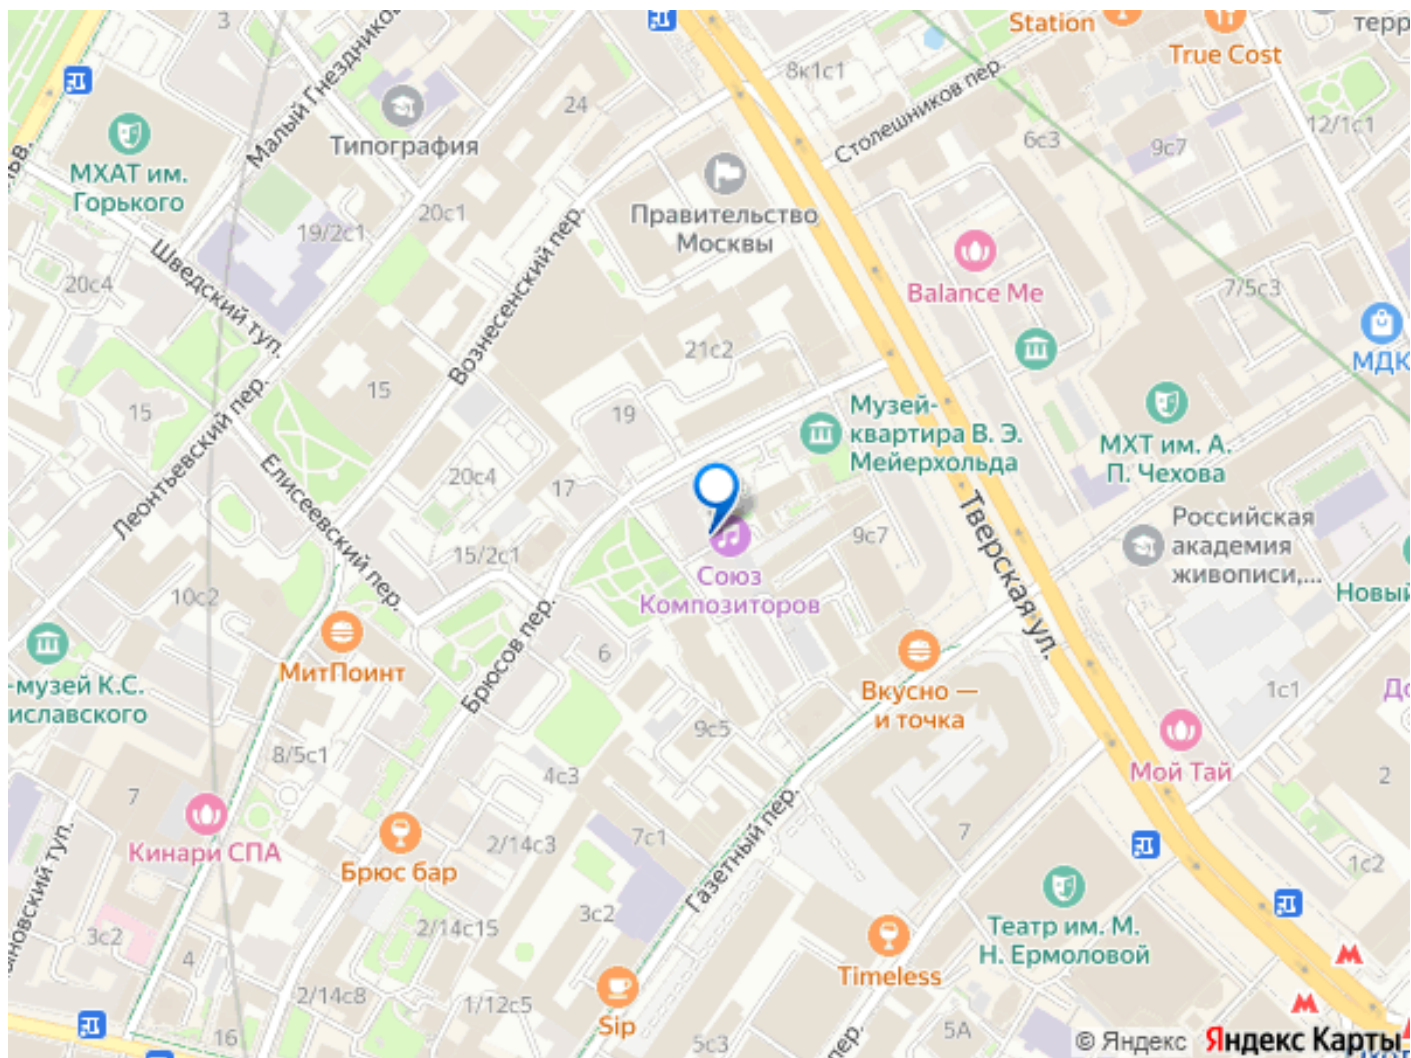 3
Station
True Cost
терр
8к1с1
Столешников пер.
24
Малый Гнездников
Типография
12/1с1
6с3
9с7
МХАТ им.
Горького
20с1
19/2с1
Правительство
Москвы
Шведский туп.
20с4
Вознесенский пер.
Balance Me
7/5с3
21с2
МДК
15
15
19
Музей-
квартира В. Э.
Мейерхольда
МХТ им. А.
П. Чехова
Леонтьевский пер.
Елисеевский пер.
20с4
17
Тверская ул.
Российская
академия
живописи,...
9с7
15/2с1
Союз
Композиторов
10с2
Новый
МитПоинт
Брюсов пер.
6
-музей К.С.
иславского
Вкусно —
и точка
1с1
До
9с5
8/5с1
4с3
Мой Тай
2
7
Кинари СПА
Брюс бар
2/14с3
7с1
Газетный пер.
7
1с2
ановский туп.
3с2
2/14с15
3с2
Театр им. М.
Н. Ермоловой
4
Timeless
2/14с8
1/12с5
Sip
16
5с3
пер.
5А
© Яндекс Яндекс Карты